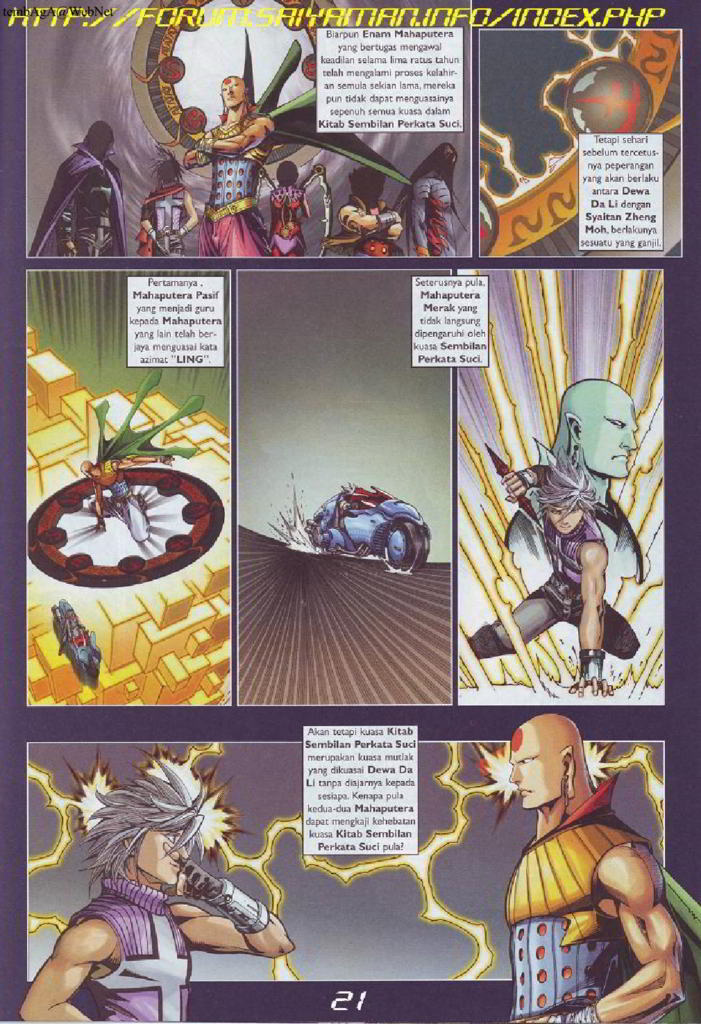 HTTP://FORUM.SAIYAMAN.INFO/INDEX.PHP
tembAgA@WebNet
Biarpun Enam Mahaputera
yang bertugas mengawal
keadilan selama lima ratus tahun
telah mengalami proses kelahir-
an semula sekian lama, mereka
pun tidak dapat menguasainya
sepenuh semua kuasa dalam
Kitab Sembilan Perkata Suci.
Tetapi sehari
sebelum tercetus-
nya peperangan
yang akan berlaku
antara Dewa
Da Li dengan
Syaitan Zheng
Moh, berlakunya
sesuatu yang ganjil.
Pertamanya ,
Mahaputera Pasif
yang menjadi guru
kepada Mahaputera
yang lain telah ber-
jaya menguasai kata
azimat "LING".
Seterusnya pula,
Mahaputera
Merak yang
tidak langsung
dipengaruhi oleh
kuasa Sembilan
Perkata Suci.
Akan tetapi kuasa Kitab
Sembilan Perkata Suci
merupakan kuasa mutlak
yang dikuasai Dewa Da
Li tanpa diajarnya kepada
sesiapa. Kenapa pula
kedua-dua Mahaputera
dapat mengkaji kehebatan
kuasa Kitab Sembilan
Perkata Suci pula?
21